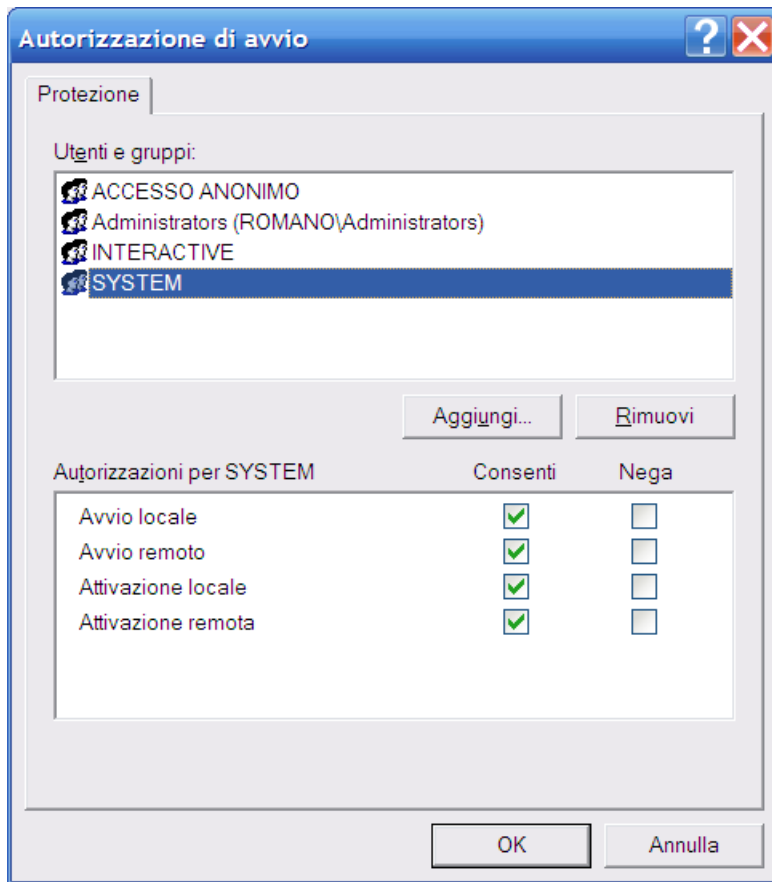 Autorizzazione di avvio
Protezione
Utenti e gruppi:
ACCESSO ANONIMO
Administrators (ROMANO\Administrators)
INTERACTIVE
SYSTEM
Aggiungi... Rimuovi
Autorizzazioni per SYSTEM Consenti Nega
Avvio locale
Avvio remoto
Attivazione locale
Attivazione remota
OK Annulla